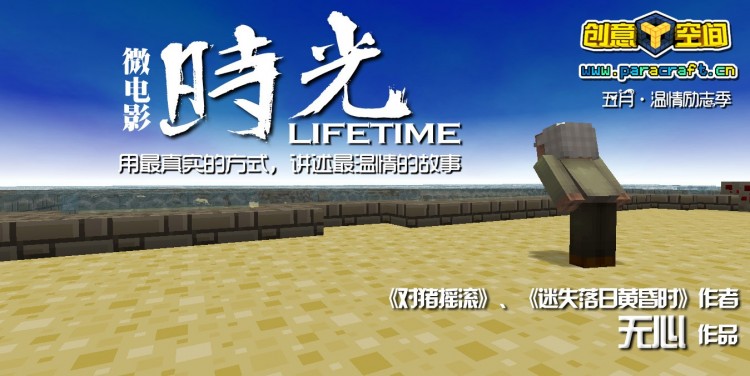 微电影
時光
LIFETIME
用最真实的方式，讲述最温情的故事
创意空间
www.paracraft.cn
五月·温情励志季
《对猪摇滚》、《迷失落日黄昏时》作者
无心 作品